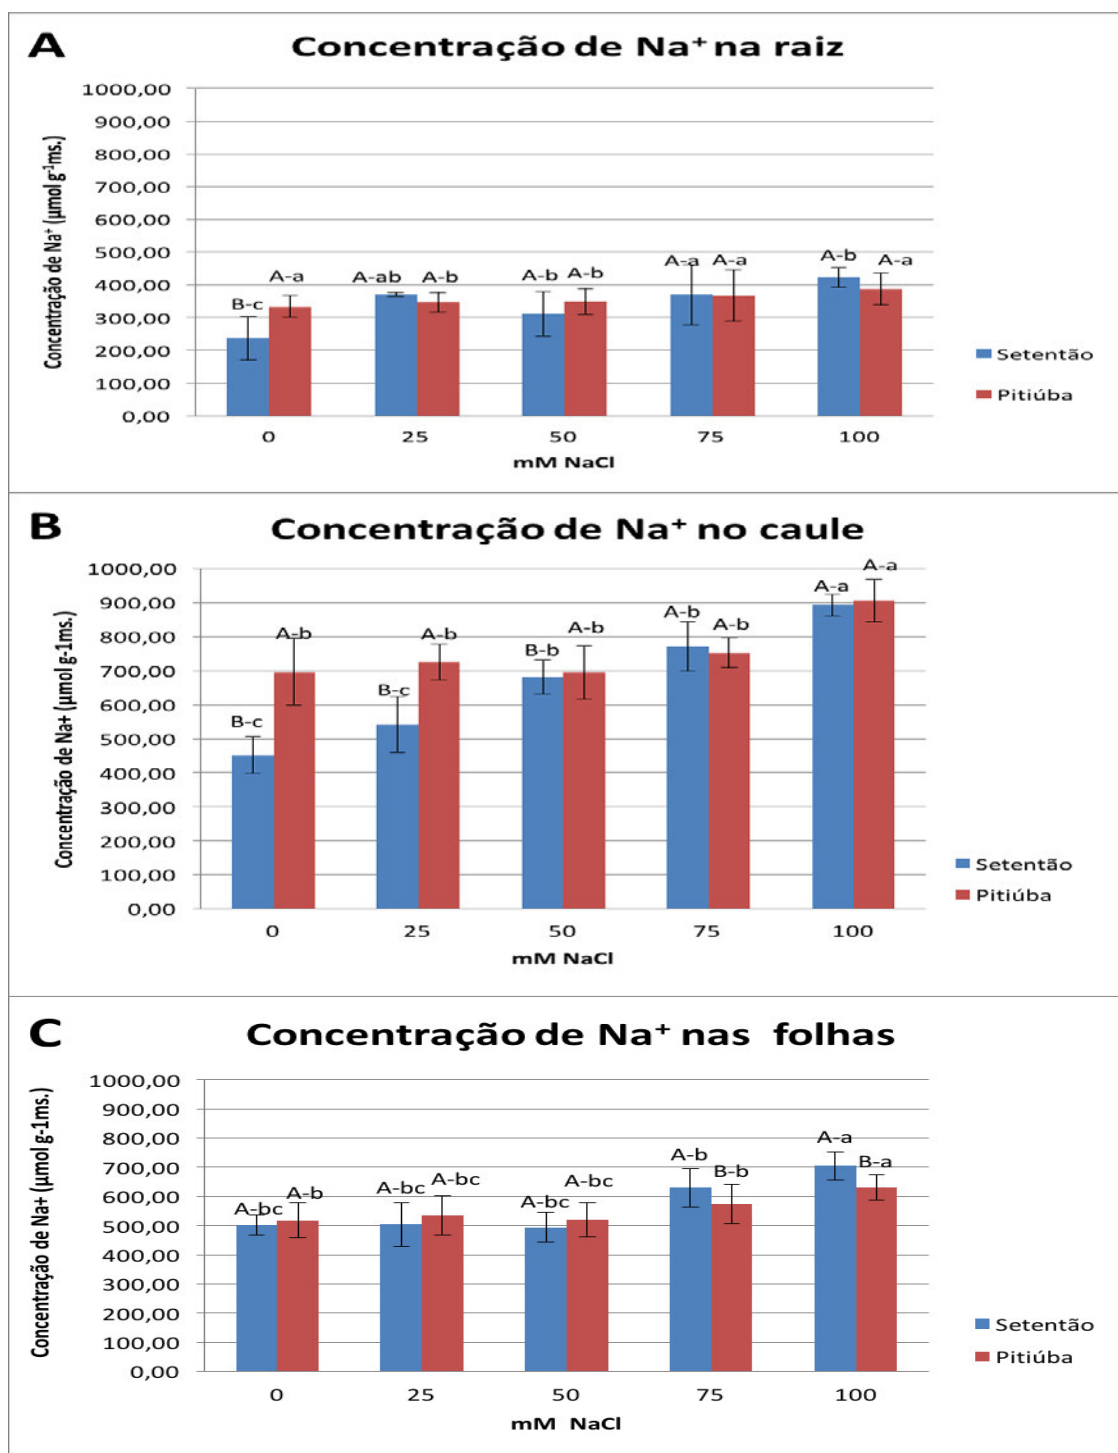 A
Concentração de Na⁺ na raiz
Concentração de Na⁺ (µmol g⁻¹ms.)
1000,00
900,00
800,00
700,00
600,00
500,00
400,00
300,00
200,00
100,00
0,00
B-c A-a A-ab A-b A-b A-b A-a A-a A-b A-a
0 25 50 75 100
mM NaCl
Setentão
Pitiúba
B
Concentração de Na⁺ no caule
Concentração de Na+ (µmol g-1ms.)
1000,00
900,00
800,00
700,00
600,00
500,00
400,00
300,00
200,00
100,00
0,00
B-c A-b B-c A-b B-b A-b A-b A-b A-a A-a
0 25 50 75 100
mM NaCl
Setentão
Pitiúba
C
Concentração de Na⁺ nas folhas
Concentração de Na+ (µmol g-1ms.)
1000,00
900,00
800,00
700,00
600,00
500,00
400,00
300,00
200,00
100,00
0,00
A-bc A-b A-bc A-bc A-bc A-bc A-b B-b A-a B-a
0 25 50 75 100
mM NaCl
Setentão
Pitiúba